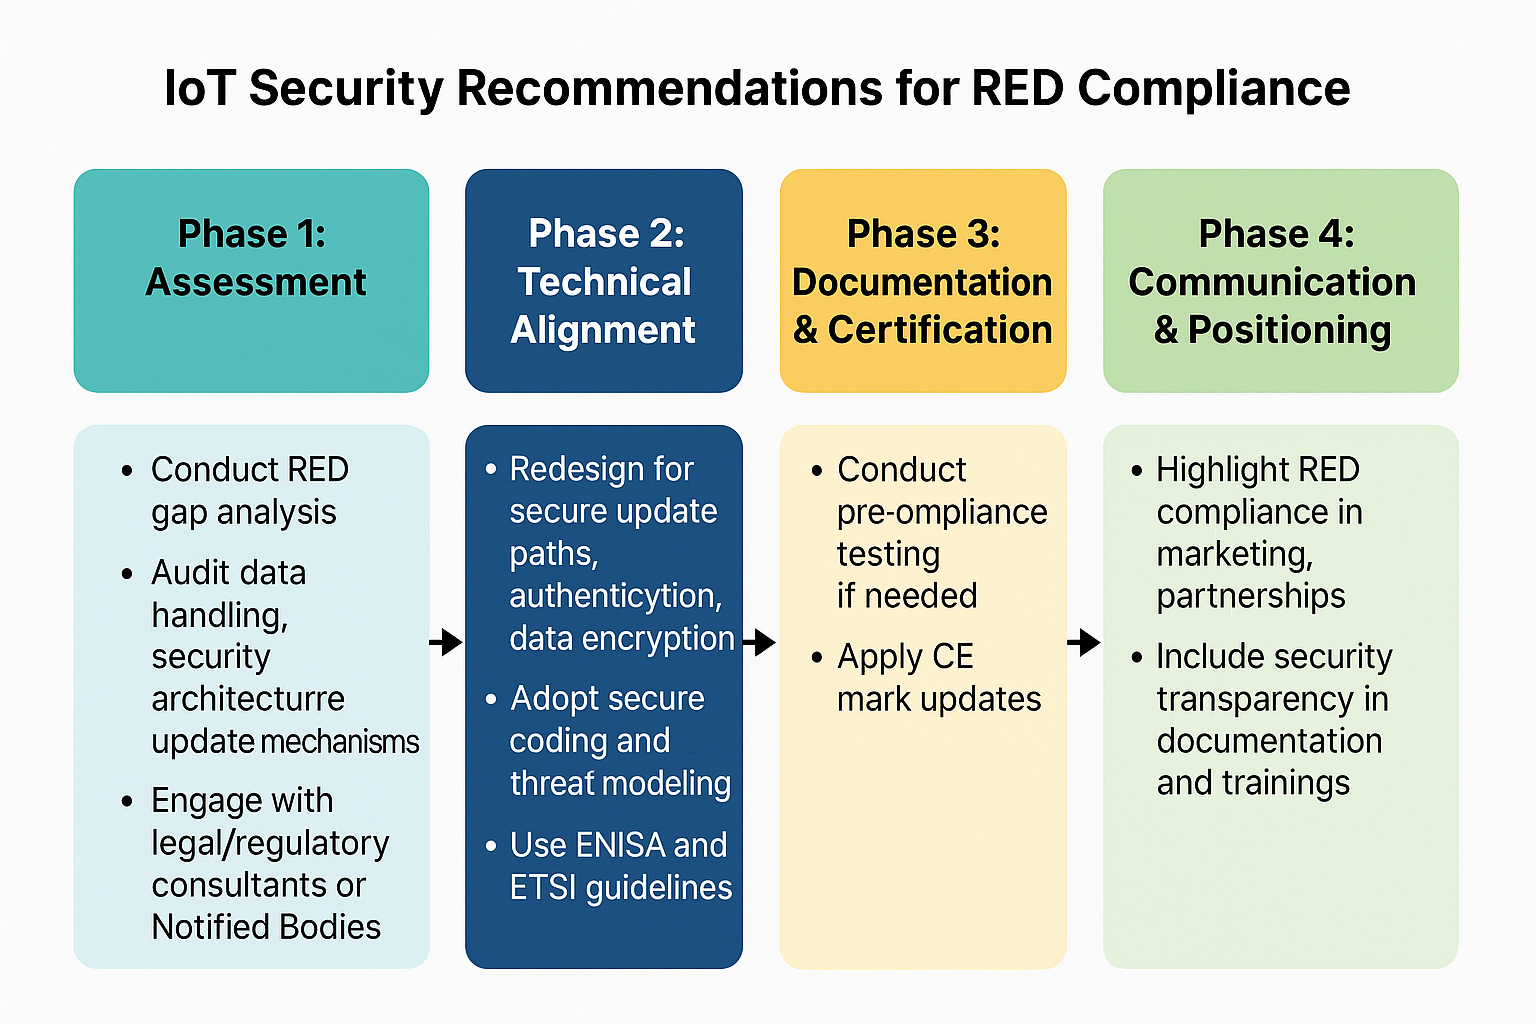 IoT Security Recommendations for RED Compliance
Phase 1:
Assessment
• Conduct RED
gap analysis
• Audit data
handling,
security
architecturre
update mechanisms
• Engage with
legal/regulatory
consultants or
Notified Bodies
Phase 2:
Technical
Alignment
• Redesign for
secure update
paths,
authenticytion,
data encryption
• Adopt secure
coding and
threat modeling
• Use ENISA and
ETSI guidelines
Phase 3:
Documentation
& Certification
• Conduct
pre-ompliance
testing
if needed
• Apply CE
mark updates
Phase 4:
Communication
& Positioning
• Highlight RED
compliance in
marketing,
partnerships
• Include security
transparency in
documentation
and trainings